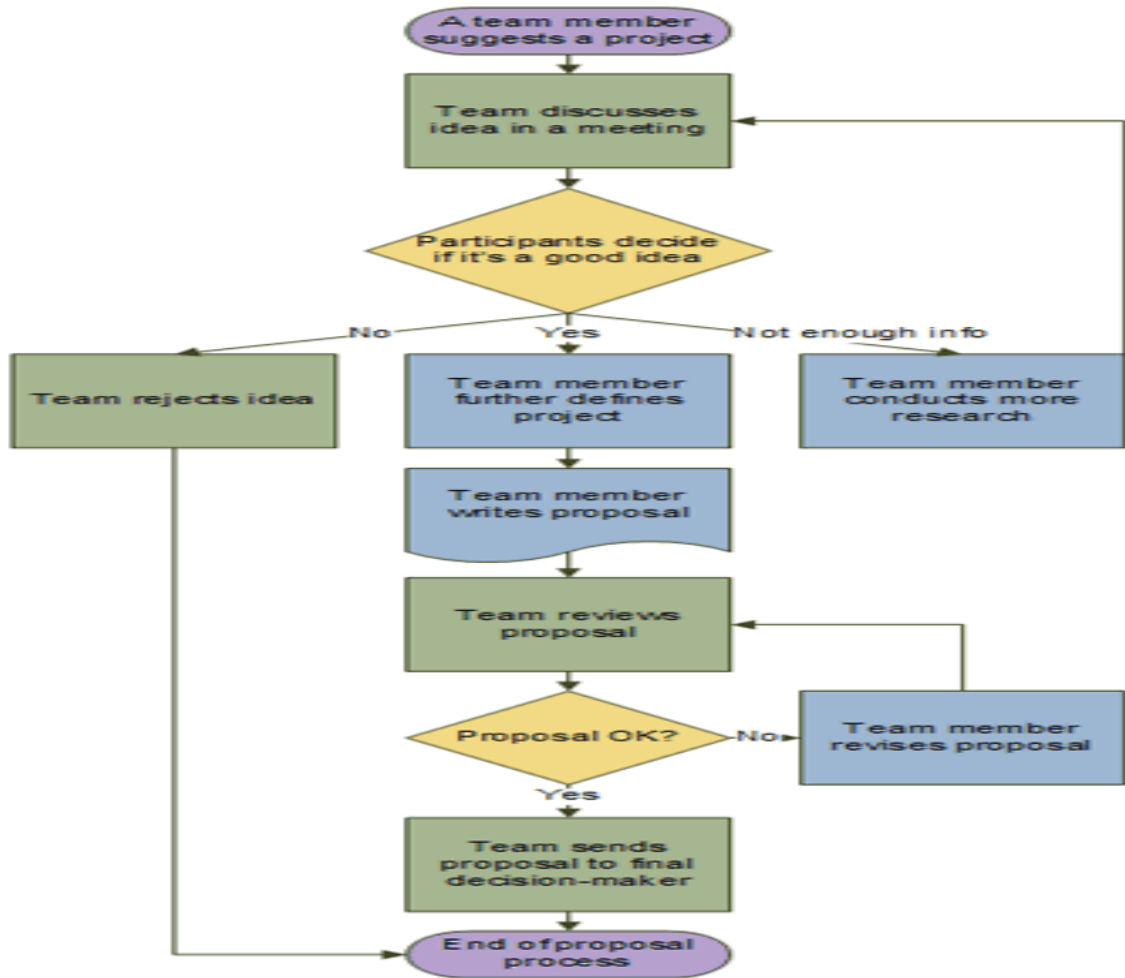 A team member
suggests a project
Team discusses
idea in a meeting
Participants decide
if it's a good idea
No
Yes
Not enough info
Team rejects idea
Team member
further defines
project
Team member
conducts more
research
Team member
writes proposal
Team reviews
proposal
Proposal OK?
No
Team member
revises proposal
Yes
Team sends
proposal to final
decision-maker
End of proposal
process